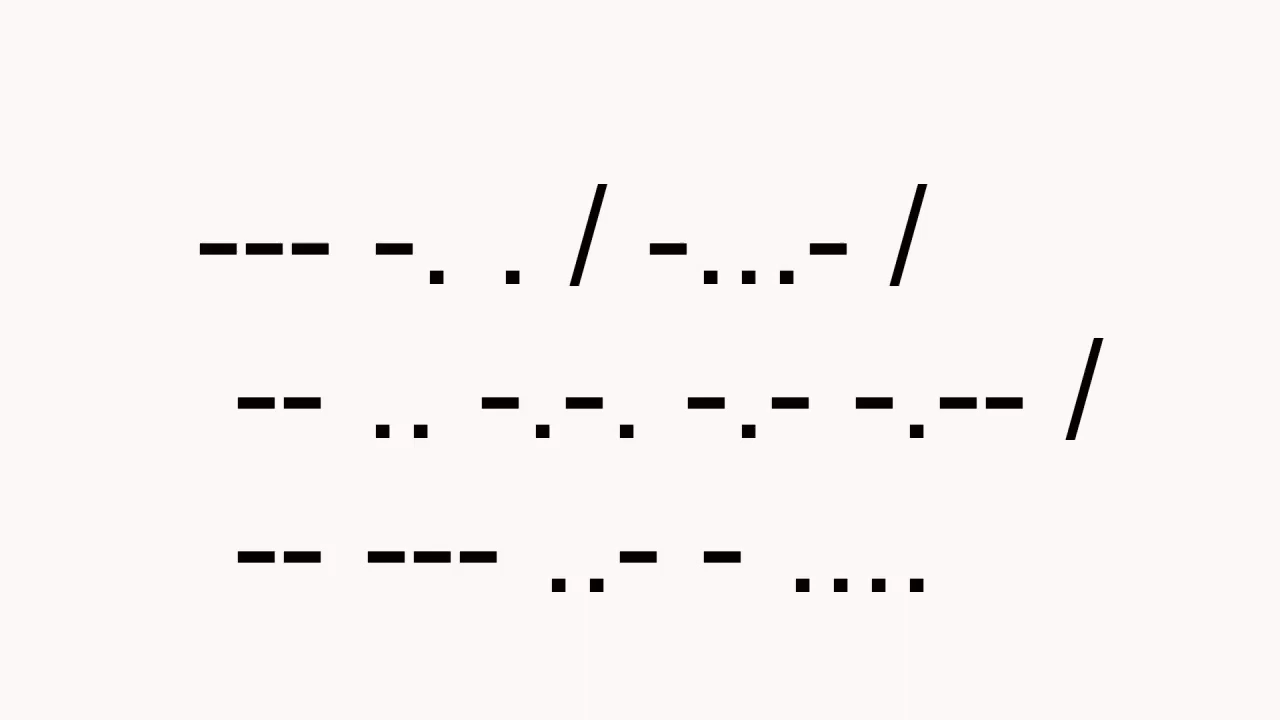 --- -. . / -...- /
-- .. -.-. -.- -.-- /
-- --- ..- - ....